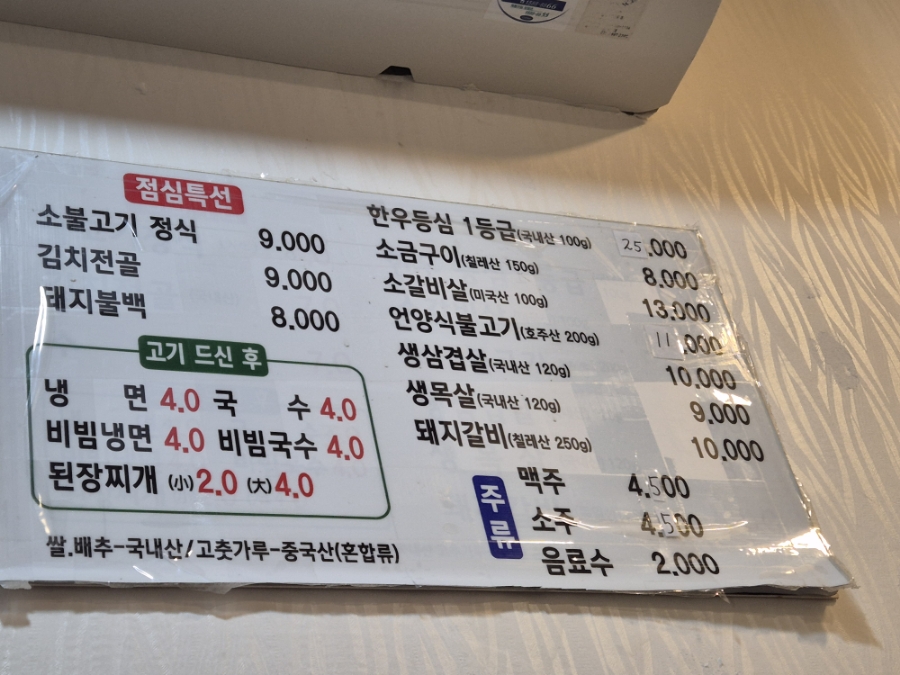 점심특선
소불고기 정식 9.000
김치전골 9.000
돼지불백 8.000
고기 드신 후
냉 면 4.0 국 수 4.0
비빔냉면 4.0 비빔국수 4.0
된장찌개 (小)2.0 (大)4.0
쌀.배추-국내산/고춧가루-중국산(혼합류)
한우등심 1등급(국내산 100g) 25.000
소금구이(칠레산 150g) 8.000
소갈비살(미국산 100g) 13.000
언양식불고기(호주산 200g) 11.000
생삼겹살(국내산 120g) 10.000
생목살(국내산 120g) 9.000
돼지갈비(칠레산 250g) 10.000
주류
맥주 4.500
소주 4.500
음료수 2.000